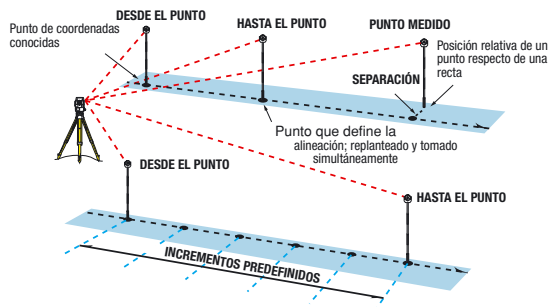 DESDE EL PUNTO
HASTA EL PUNTO
PUNTO MEDIDO
Punto de coordenadas
conocidas
Posición relativa de un
punto respecto de una
recta
SEPARACIÓN
Punto que define la
alineación; replanteado y tomado
simultáneamente
DESDE EL PUNTO
HASTA EL PUNTO
INCREMENTOS PREDEFINIDOS